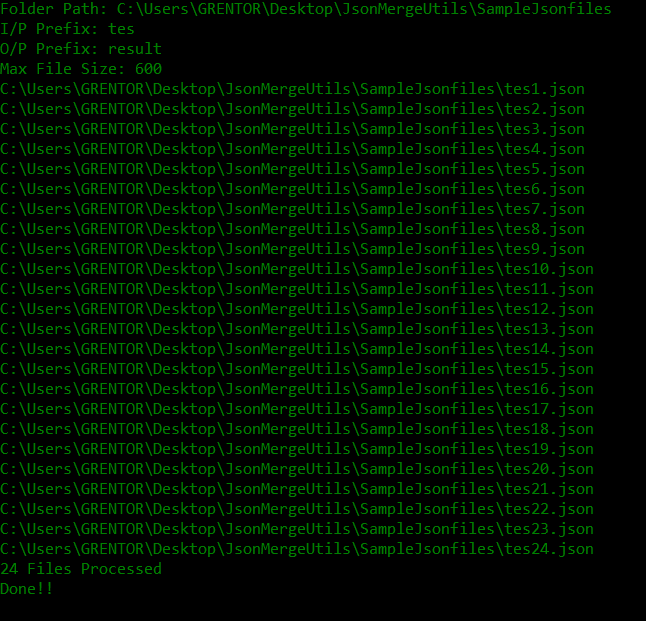 Folder Path: C:\Users\GRENTOR\Desktop\JsonMergeUtils\SampleJsonfiles
I/P Prefix: tes
O/P Prefix: result
Max File Size: 600
C:\Users\GRENTOR\Desktop\JsonMergeUtils\SampleJsonfiles\tes1.json
C:\Users\GRENTOR\Desktop\JsonMergeUtils\SampleJsonfiles\tes2.json
C:\Users\GRENTOR\Desktop\JsonMergeUtils\SampleJsonfiles\tes3.json
C:\Users\GRENTOR\Desktop\JsonMergeUtils\SampleJsonfiles\tes4.json
C:\Users\GRENTOR\Desktop\JsonMergeUtils\SampleJsonfiles\tes5.json
C:\Users\GRENTOR\Desktop\JsonMergeUtils\SampleJsonfiles\tes6.json
C:\Users\GRENTOR\Desktop\JsonMergeUtils\SampleJsonfiles\tes7.json
C:\Users\GRENTOR\Desktop\JsonMergeUtils\SampleJsonfiles\tes8.json
C:\Users\GRENTOR\Desktop\JsonMergeUtils\SampleJsonfiles\tes9.json
C:\Users\GRENTOR\Desktop\JsonMergeUtils\SampleJsonfiles\tes10.json
C:\Users\GRENTOR\Desktop\JsonMergeUtils\SampleJsonfiles\tes11.json
C:\Users\GRENTOR\Desktop\JsonMergeUtils\SampleJsonfiles\tes12.json
C:\Users\GRENTOR\Desktop\JsonMergeUtils\SampleJsonfiles\tes13.json
C:\Users\GRENTOR\Desktop\JsonMergeUtils\SampleJsonfiles\tes14.json
C:\Users\GRENTOR\Desktop\JsonMergeUtils\SampleJsonfiles\tes15.json
C:\Users\GRENTOR\Desktop\JsonMergeUtils\SampleJsonfiles\tes16.json
C:\Users\GRENTOR\Desktop\JsonMergeUtils\SampleJsonfiles\tes17.json
C:\Users\GRENTOR\Desktop\JsonMergeUtils\SampleJsonfiles\tes18.json
C:\Users\GRENTOR\Desktop\JsonMergeUtils\SampleJsonfiles\tes19.json
C:\Users\GRENTOR\Desktop\JsonMergeUtils\SampleJsonfiles\tes20.json
C:\Users\GRENTOR\Desktop\JsonMergeUtils\SampleJsonfiles\tes21.json
C:\Users\GRENTOR\Desktop\JsonMergeUtils\SampleJsonfiles\tes22.json
C:\Users\GRENTOR\Desktop\JsonMergeUtils\SampleJsonfiles\tes23.json
C:\Users\GRENTOR\Desktop\JsonMergeUtils\SampleJsonfiles\tes24.json
24 Files Processed
Done!!